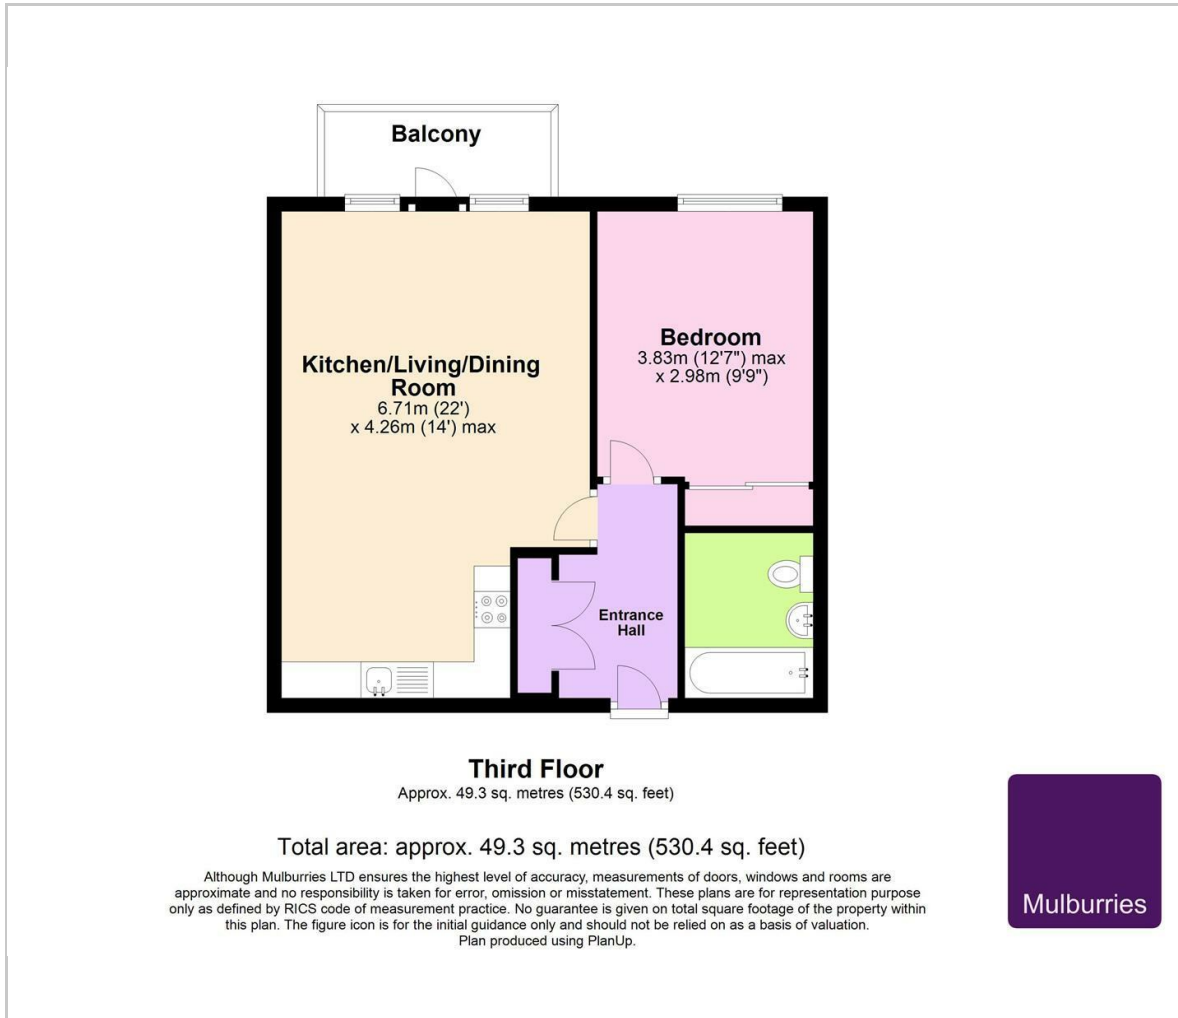 Balcony
Kitchen/Living/Dining
Room
6.71m (22')
x 4.26m (14') max
Bedroom
3.83m (12'7") max
x 2.98m (9'9")
Entrance
Hall
Third Floor
Approx. 49.3 sq. metres (530.4 sq. feet)
Total area: approx. 49.3 sq. metres (530.4 sq. feet)
Although Mulburries LTD ensures the highest level of accuracy, measurements of doors, windows and rooms are
approximate and no responsibility is taken for error, omission or misstatement. These plans are for representation purpose
only as defined by RICS code of measurement practice. No guarantee is given on total square footage of the property within
this plan. The figure icon is for the initial guidance only and should not be relied on as a basis of valuation.
Plan produced using PlanUp.
Mulburries